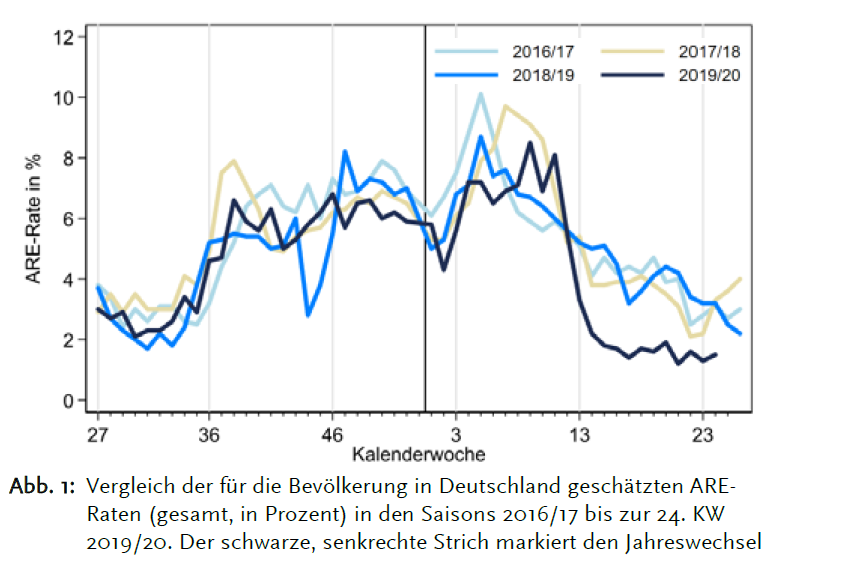 12
10
8
6
4
2
0
ARE-Rate in %
2016/17 2017/18
2018/19 2019/20
27 36 46 3 13 23
Kalenderwoche
Abb. 1: Vergleich der für die Bevölkerung in Deutschland geschätzten ARE-
Raten (gesamt, in Prozent) in den Saisons 2016/17 bis zur 24. KW
2019/20. Der schwarze, senkrechte Strich markiert den Jahreswechsel